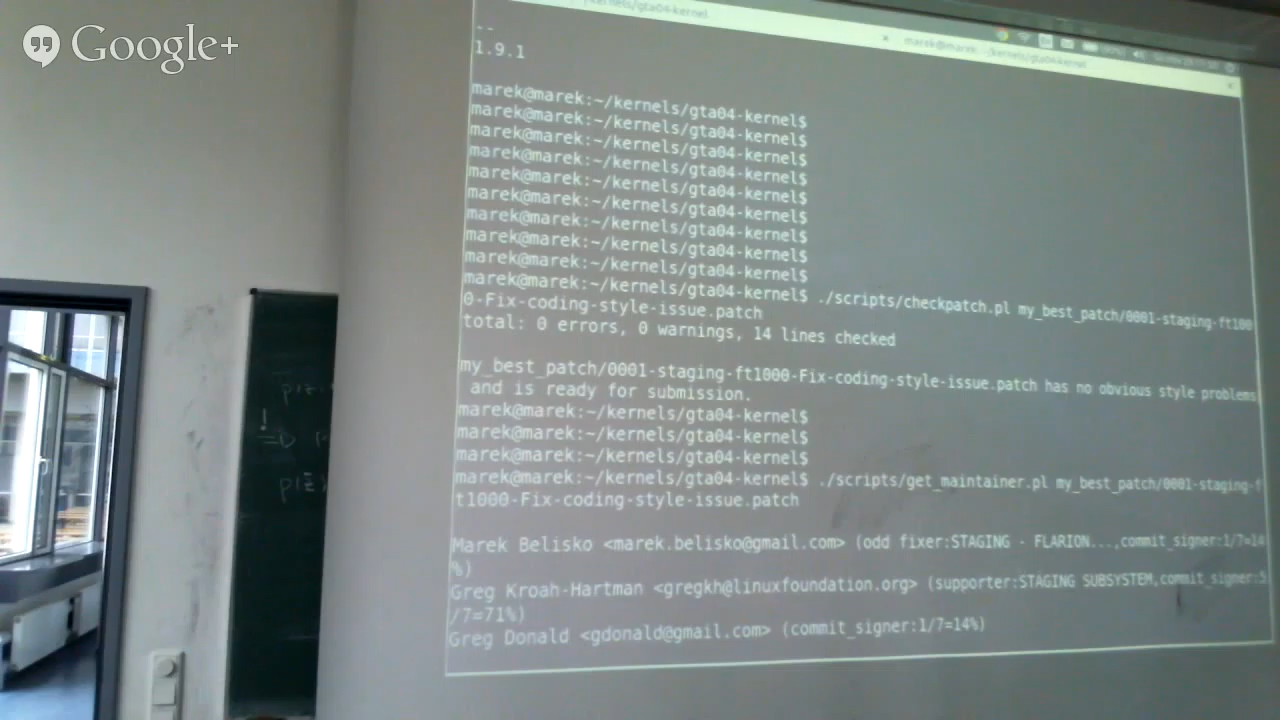 Google+
kernels/gta04-kernel
marek@marek: ~/kernels/gta04-kernel
--
1.9.1
marek@marek:~/kernels/gta04-kernel$
marek@marek:~/kernels/gta04-kernel$
marek@marek:~/kernels/gta04-kernel$
marek@marek:~/kernels/gta04-kernel$
marek@marek:~/kernels/gta04-kernel$
marek@marek:~/kernels/gta04-kernel$
marek@marek:~/kernels/gta04-kernel$
marek@marek:~/kernels/gta04-kernel$
marek@marek:~/kernels/gta04-kernel$
marek@marek:~/kernels/gta04-kernel$ ./scripts/checkpatch.pl my_best_patch/0001-staging-ft100
0-Fix-coding-style-issue.patch
total: 0 errors, 0 warnings, 14 lines checked
my_best_patch/0001-staging-ft1000-Fix-coding-style-issue.patch has no obvious style problems
and is ready for submission.
marek@marek:~/kernels/gta04-kernel$
marek@marek:~/kernels/gta04-kernel$
marek@marek:~/kernels/gta04-kernel$
marek@marek:~/kernels/gta04-kernel$ ./scripts/get_maintainer.pl my_best_patch/0001-staging-f
t1000-Fix-coding-style-issue.patch
Marek Belisko <marek.belisko@gmail.com> (odd fixer:STAGING - FLARION...,commit_signer:1/7=14
%)
Greg Kroah-Hartman <gregkh@linuxfoundation.org> (supporter:STAGING SUBSYSTEM,commit_signer:5
/7=71%)
Greg Donald <gdonald@gmail.com> (commit_signer:1/7=14%)